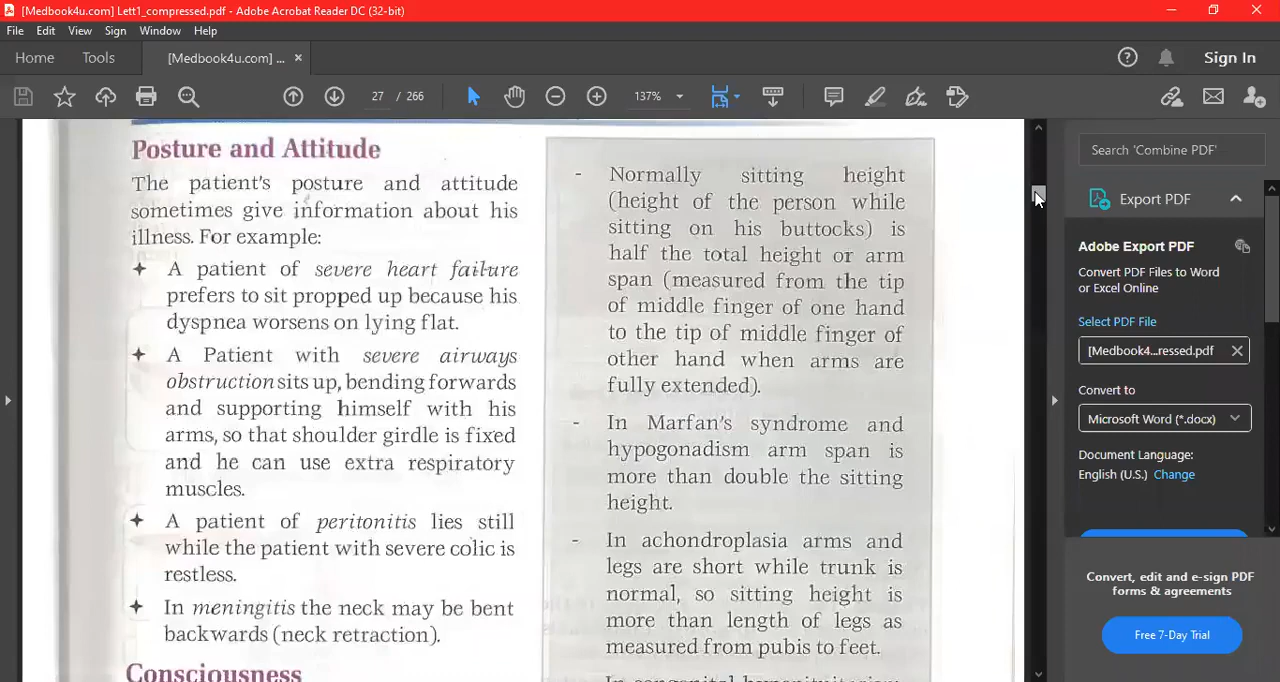 [Medbook4u.com] Lett1_compressed.pdf - Adobe Acrobat Reader DC (32-bit)
File Edit View Sign Window Help
Home Tools [Medbook4u.com] ... × Sign In
27 / 266 137%
Posture and Attitude
The patient's posture and attitude
sometimes give information about his
illness. For example:
A patient of severe heart failure
prefers to sit propped up because his
dyspnea worsens on lying flat.
A Patient with severe airways
obstruction sits up, bending forwards
and supporting himself with his
arms, so that shoulder girdle is fixed
and he can use extra respiratory
muscles.
A patient of peritonitis lies still
while the patient with severe colic is
restless.
In meningitis the neck may be bent
backwards (neck retraction).
Consciousness
- Normally sitting height
(height of the person while
sitting on his buttocks) is
half the total height or arm
span (measured from the tip
of middle finger of one hand
to the tip of middle finger of
other hand when arms are
fully extended).
- In Marfan's syndrome and
hypogonadism arm span is
more than double the sitting
height.
- In achondroplasia arms and
legs are short while trunk is
normal, so sitting height is
more than length of legs as
measured from pubis to feet.
In congenital
Search 'Combine PDF'
Export PDF
Adobe Export PDF
Convert PDF Files to Word
or Excel Online
Select PDF File
[Medbook4...ressed.pdf
Convert to
Microsoft Word (*.docx)
Document Language:
English (U.S.) Change
Convert, edit and e-sign PDF
forms & agreements
Free 7-Day Trial